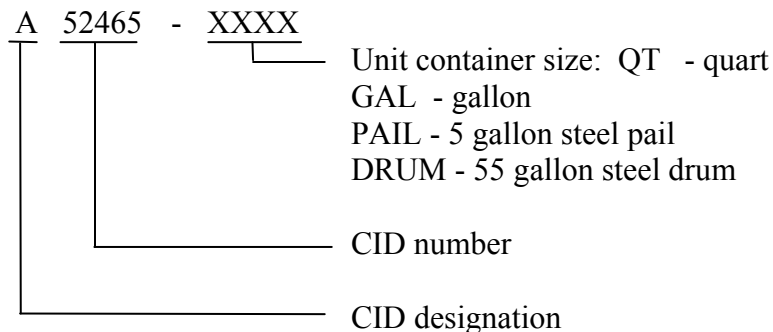 A 52465 - XXXX
Unit container size: QT - quart
GAL - gallon
PAIL - 5 gallon steel pail
DRUM - 55 gallon steel drum
CID number
CID designation